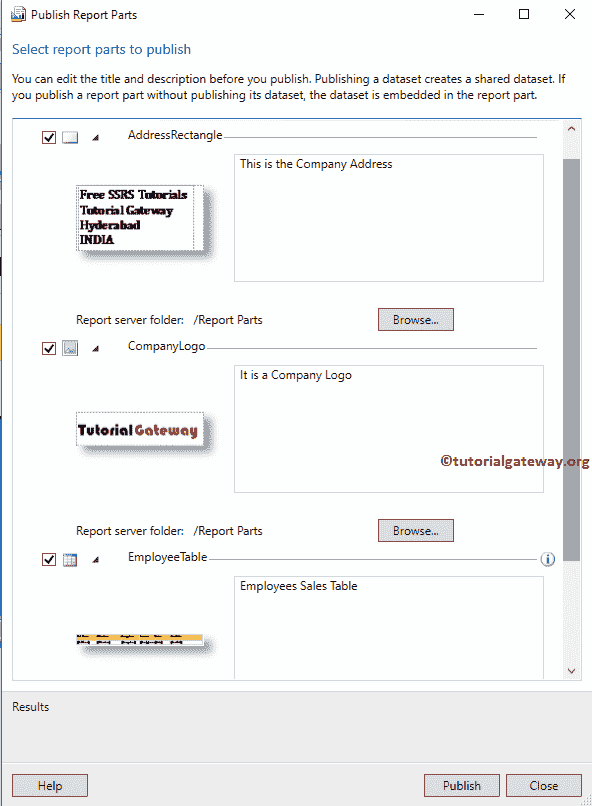 Publish Report Parts
Select report parts to publish
You can edit the title and description before you publish. Publishing a dataset creates a shared dataset. If
you publish a report part without publishing its dataset, the dataset is embedded in the report part.
AddressRectangle
This is the Company Address
Free SSRS Tutorials
Tutorial Gateway
Hyderabad
INDIA
Report server folder: /Report Parts
Browse...
CompanyLogo
It is a Company Logo
Tutorial Gateway
©tutorialgateway.org
Report server folder: /Report Parts
Browse...
EmployeeTable
Employees Sales Table
Results
Help
Publish
Close